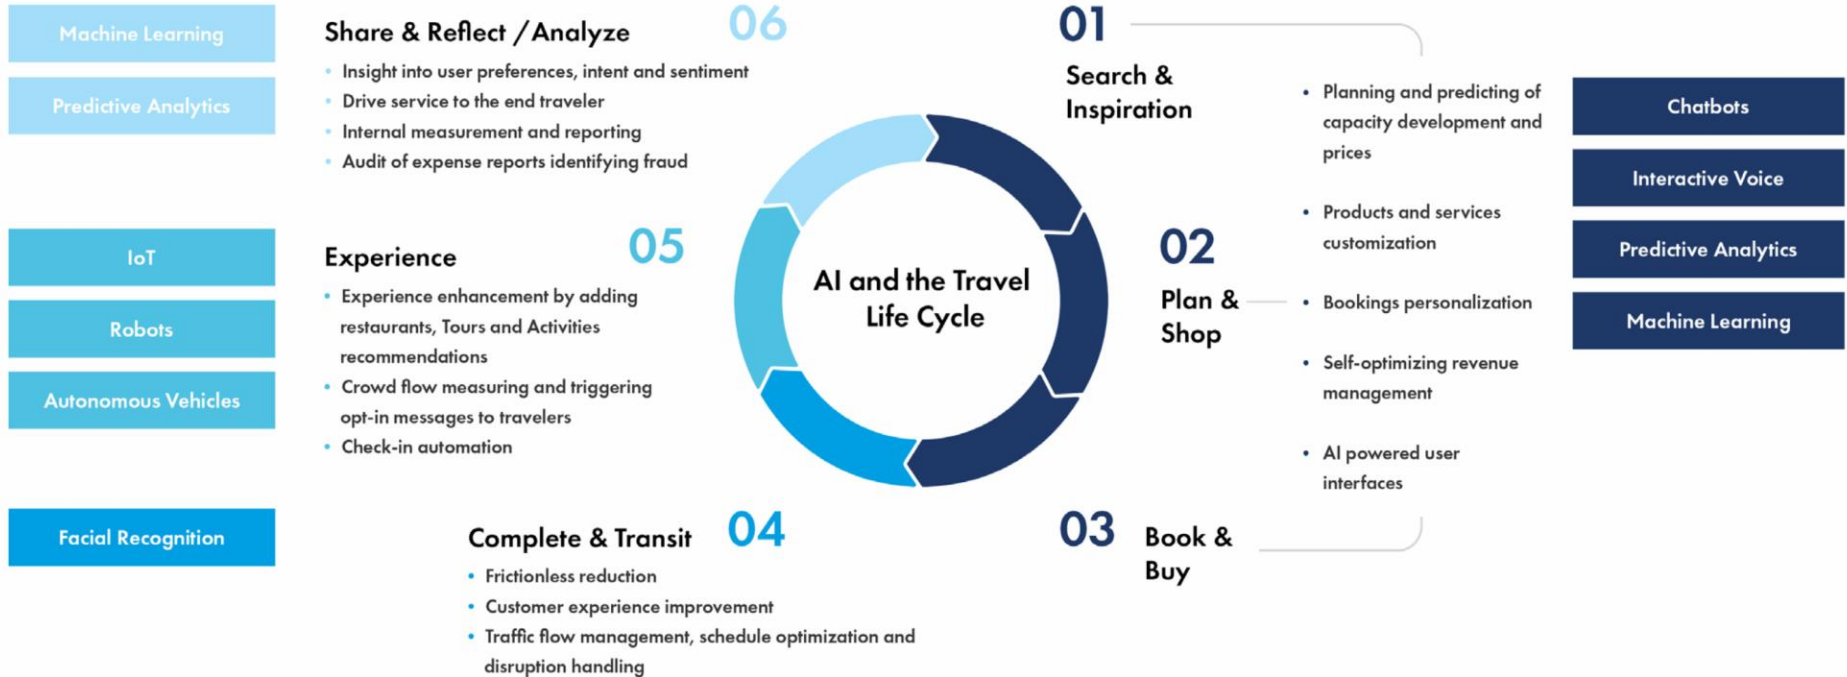 Machine Learning
Predictive Analytics
Share & Reflect / Analyze
06
• Insight into user preferences, intent and sentiment
• Drive service to the end traveler
• Internal measurement and reporting
• Audit of expense reports identifying fraud
IoT
Robots
Autonomous Vehicles
Experience
05
• Experience enhancement by adding
restaurants, Tours and Activities
recommendations
• Crowd flow measuring and triggering
opt-in messages to travelers
• Check-in automation
Facial Recognition
Complete & Transit
04
• Frictionless reduction
• Customer experience improvement
• Traffic flow management, schedule optimization and
disruption handling
AI and the Travel
Life Cycle
01
Search &
Inspiration
02
Plan &
Shop
03
Book &
Buy
• Planning and predicting of
capacity development and
prices
• Products and services
customization
• Bookings personalization
• Self-optimizing revenue
management
• AI powered user
interfaces
Chatbots
Interactive Voice
Predictive Analytics
Machine Learning